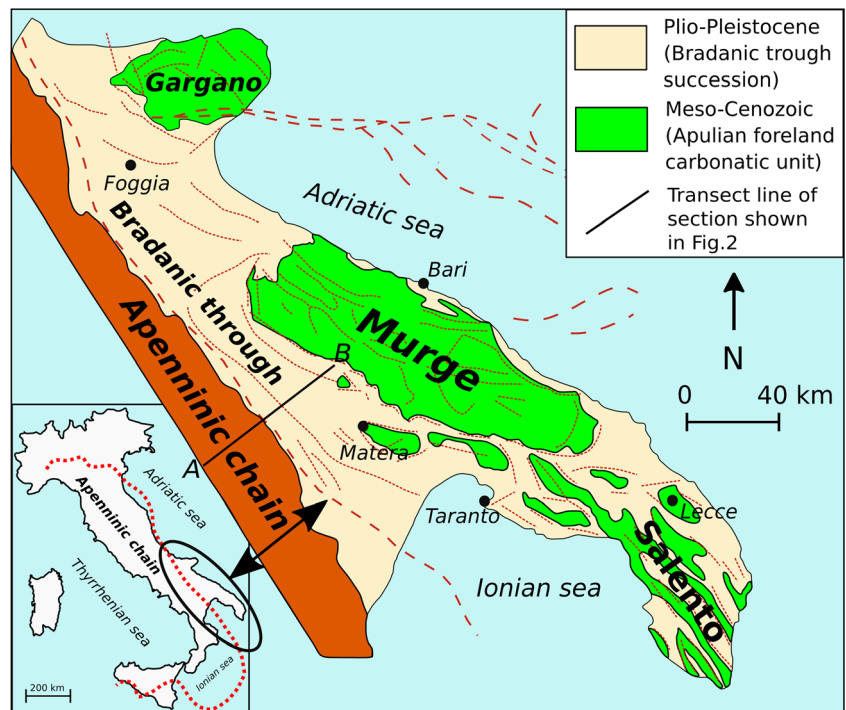 Plio-Pleistocene
(Bradanic trough
succession)
Meso-Cenozoic
(Apulian foreland
carbonatic unit)
Transect line of
section shown
in Fig.2
N
0 40 km
Gargano
Foggia
Adriatic sea
Bradanic through
Bari
Murge
Apenninic chain
B
A
Matera
Taranto
Lecce
Salento
Ionian sea
Adriatic sea
Apenninic chain
Thyrrhenian sea
Ionian sea
200 km